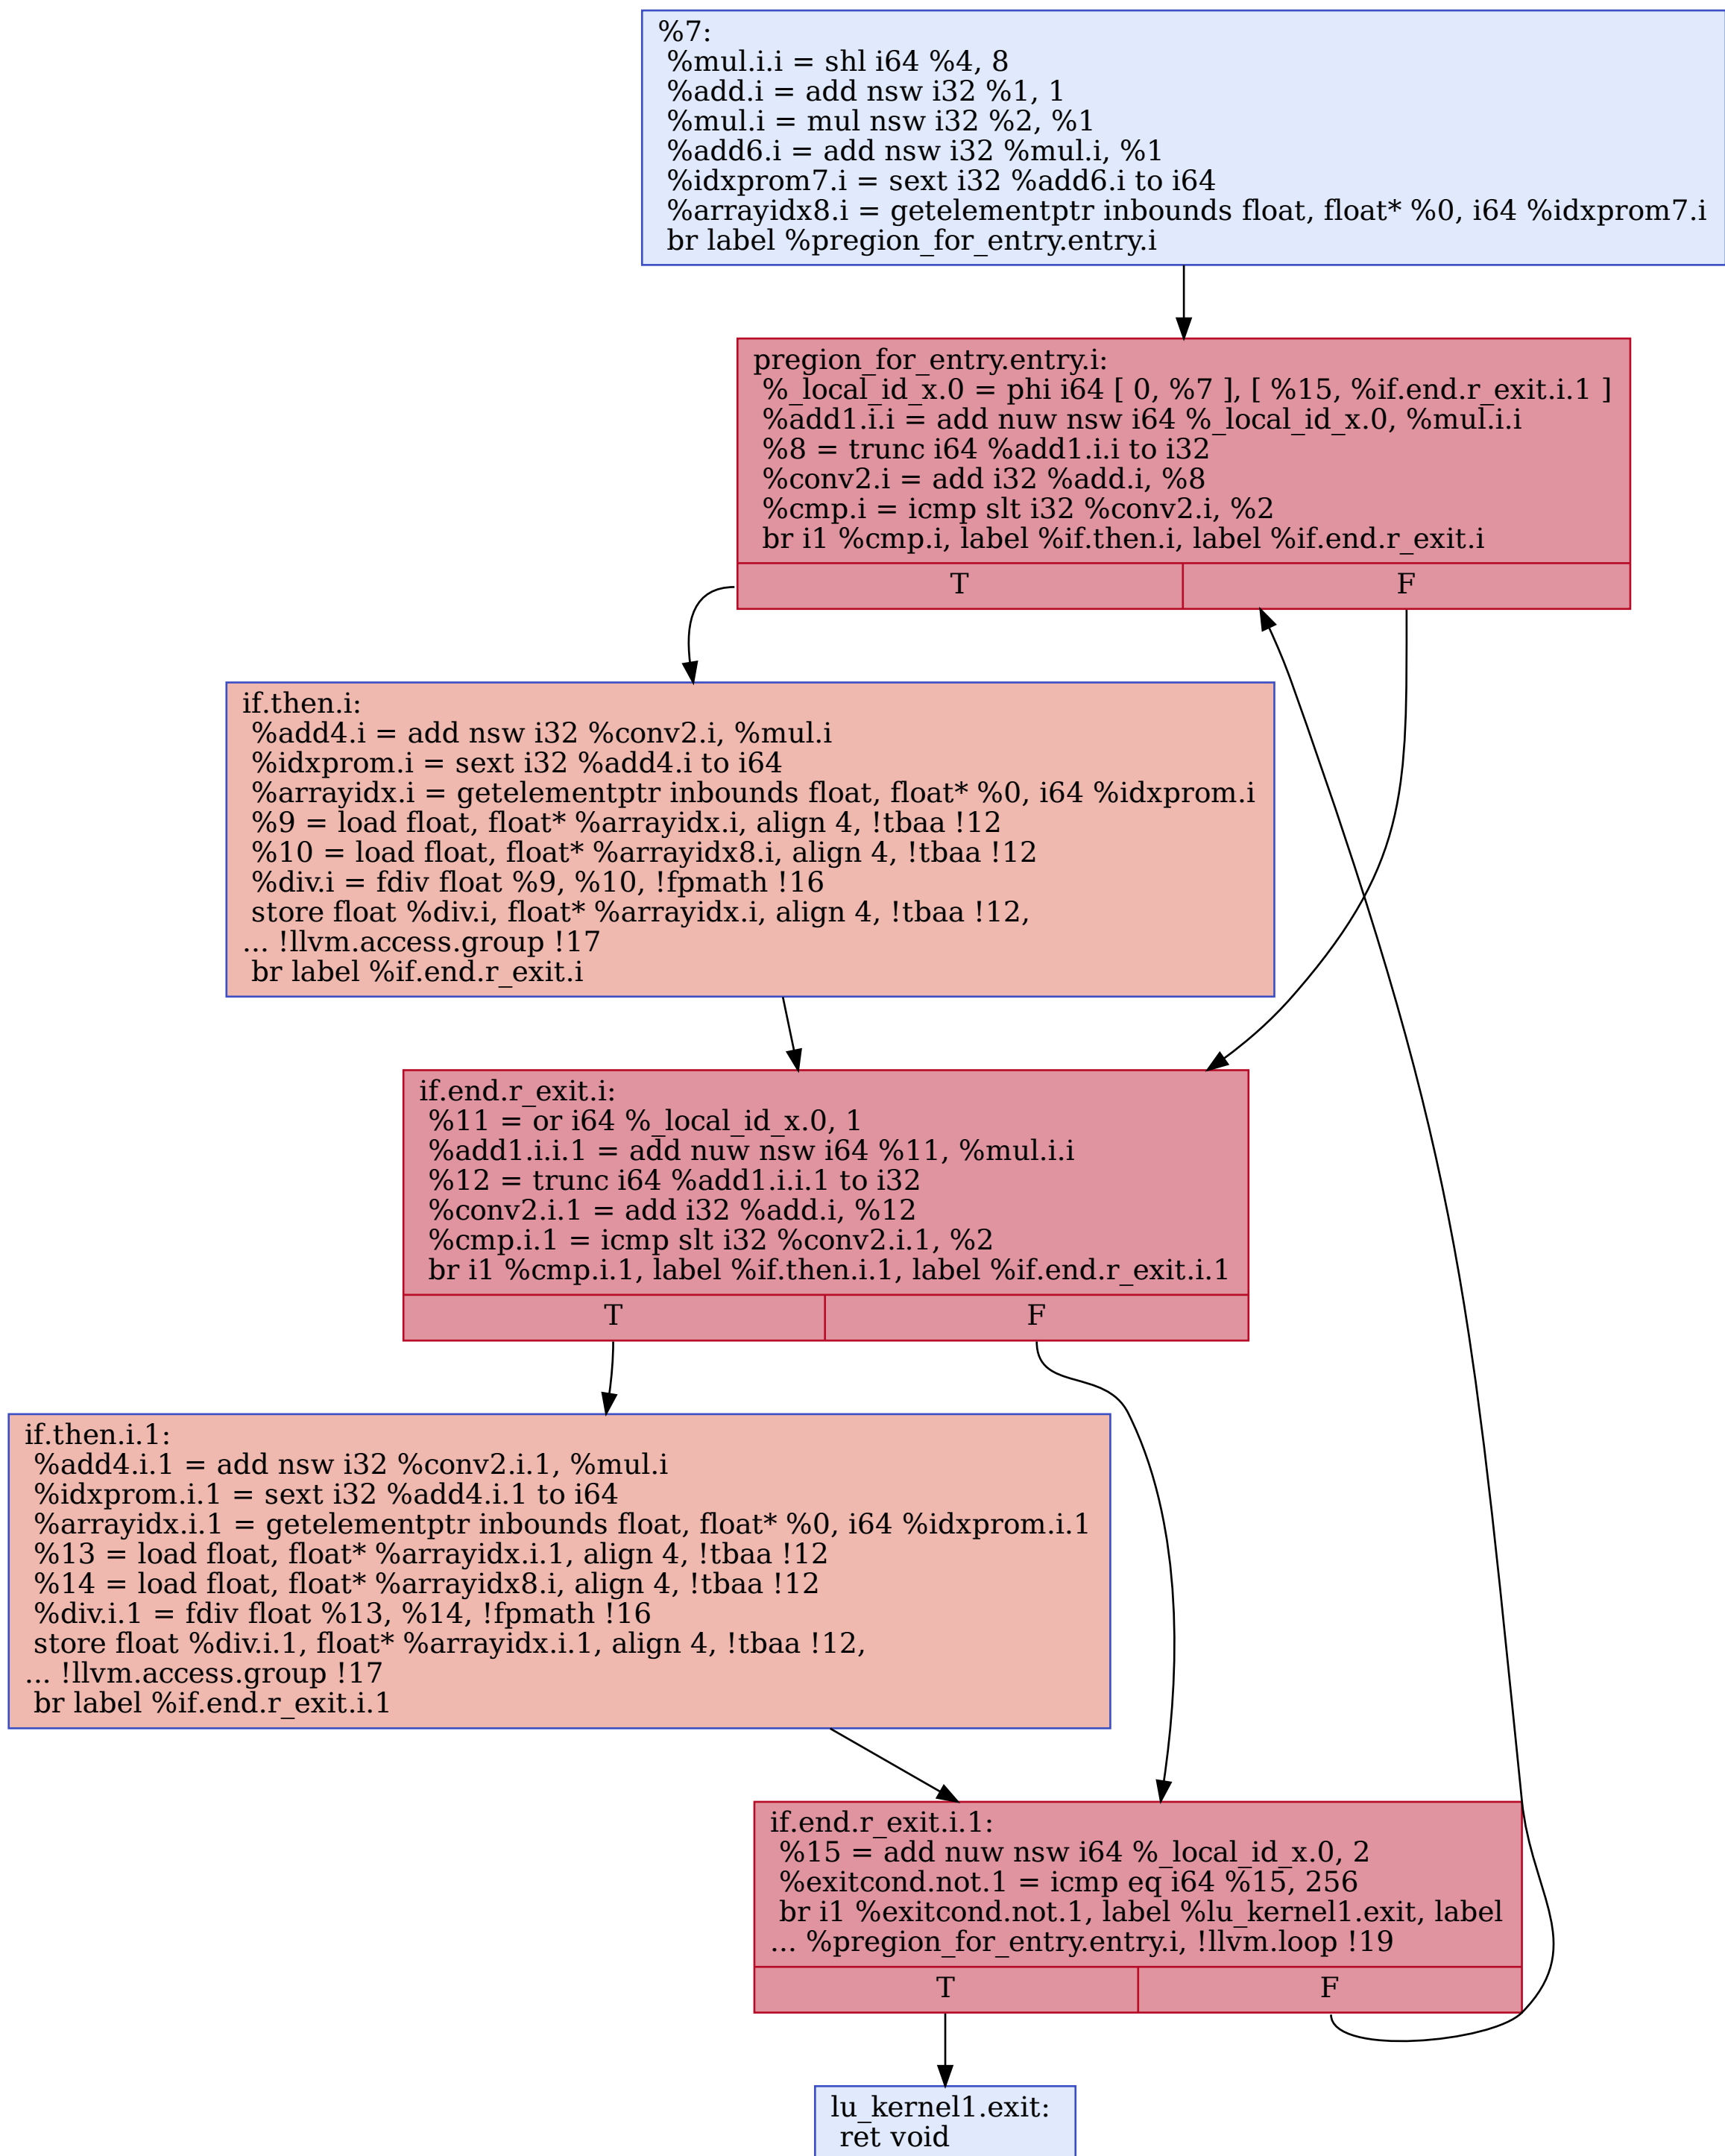 %7:
%mul.i.i = shl i64 %4, 8
%add.i = add nsw i32 %1, 1
%mul.i = mul nsw i32 %2, %1
%add6.i = add nsw i32 %mul.i, %1
%idxprom7.i = sext i32 %add6.i to i64
%arrayidx8.i = getelementptr inbounds float, float* %0, i64 %idxprom7.i
br label %pregion_for_entry.entry.i
pregion_for_entry.entry.i:
%_local_id_x.0 = phi i64 [ 0, %7 ], [ %15, %if.end.r_exit.i.1 ]
%add1.i.i = add nuw nsw i64 %_local_id_x.0, %mul.i.i
%8 = trunc i64 %add1.i.i to i32
%conv2.i = add i32 %add.i, %8
%cmp.i = icmp slt i32 %conv2.i, %2
br i1 %cmp.i, label %if.then.i, label %if.end.r_exit.i
T F
if.then.i:
%add4.i = add nsw i32 %conv2.i, %mul.i
%idxprom.i = sext i32 %add4.i to i64
%arrayidx.i = getelementptr inbounds float, float* %0, i64 %idxprom.i
%9 = load float, float* %arrayidx.i, align 4, !tbaa !12
%10 = load float, float* %arrayidx8.i, align 4, !tbaa !12
%div.i = fdiv float %9, %10, !fpmath !16
store float %div.i, float* %arrayidx.i, align 4, !tbaa !12,
... !llvm.access.group !17
br label %if.end.r_exit.i
if.end.r_exit.i:
%11 = or i64 %_local_id_x.0, 1
%add1.i.i.1 = add nuw nsw i64 %11, %mul.i.i
%12 = trunc i64 %add1.i.i.1 to i32
%conv2.i.1 = add i32 %add.i, %12
%cmp.i.1 = icmp slt i32 %conv2.i.1, %2
br i1 %cmp.i.1, label %if.then.i.1, label %if.end.r_exit.i.1
T F
if.then.i.1:
%add4.i.1 = add nsw i32 %conv2.i.1, %mul.i
%idxprom.i.1 = sext i32 %add4.i.1 to i64
%arrayidx.i.1 = getelementptr inbounds float, float* %0, i64 %idxprom.i.1
%13 = load float, float* %arrayidx.i.1, align 4, !tbaa !12
%14 = load float, float* %arrayidx8.i, align 4, !tbaa !12
%div.i.1 = fdiv float %13, %14, !fpmath !16
store float %div.i.1, float* %arrayidx.i.1, align 4, !tbaa !12,
... !llvm.access.group !17
br label %if.end.r_exit.i.1
if.end.r_exit.i.1:
%15 = add nuw nsw i64 %_local_id_x.0, 2
%exitcond.not.1 = icmp eq i64 %15, 256
br i1 %exitcond.not.1, label %lu_kernel1.exit, label
... %pregion_for_entry.entry.i, !llvm.loop !19
T F
lu_kernel1.exit:
ret void